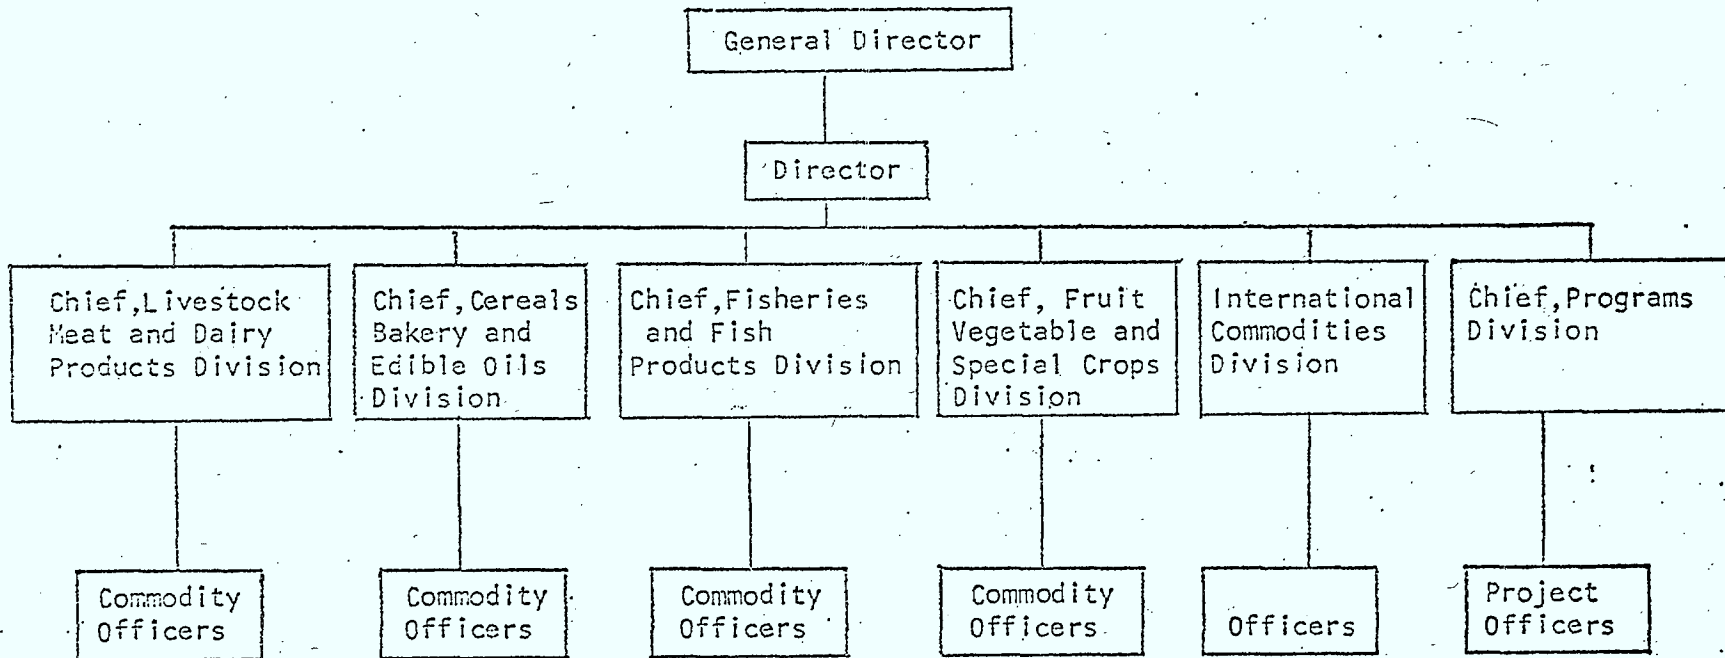 General Director
Director
Chief,Livestock
Meat and Dairy
Products Division
Chief,Cereals
Bakery and
Edible Oils
Division
Chief,Fisheries
and Fish
Products Division
Chief, Fruit
Vegetable and
Special Crops
Division
International
Commodities
Division
Chief,Programs
Division
Commodity
Officers
Commodity
Officers
Commodity
Officers
Commodity
Officers
Officers
Project
Officers